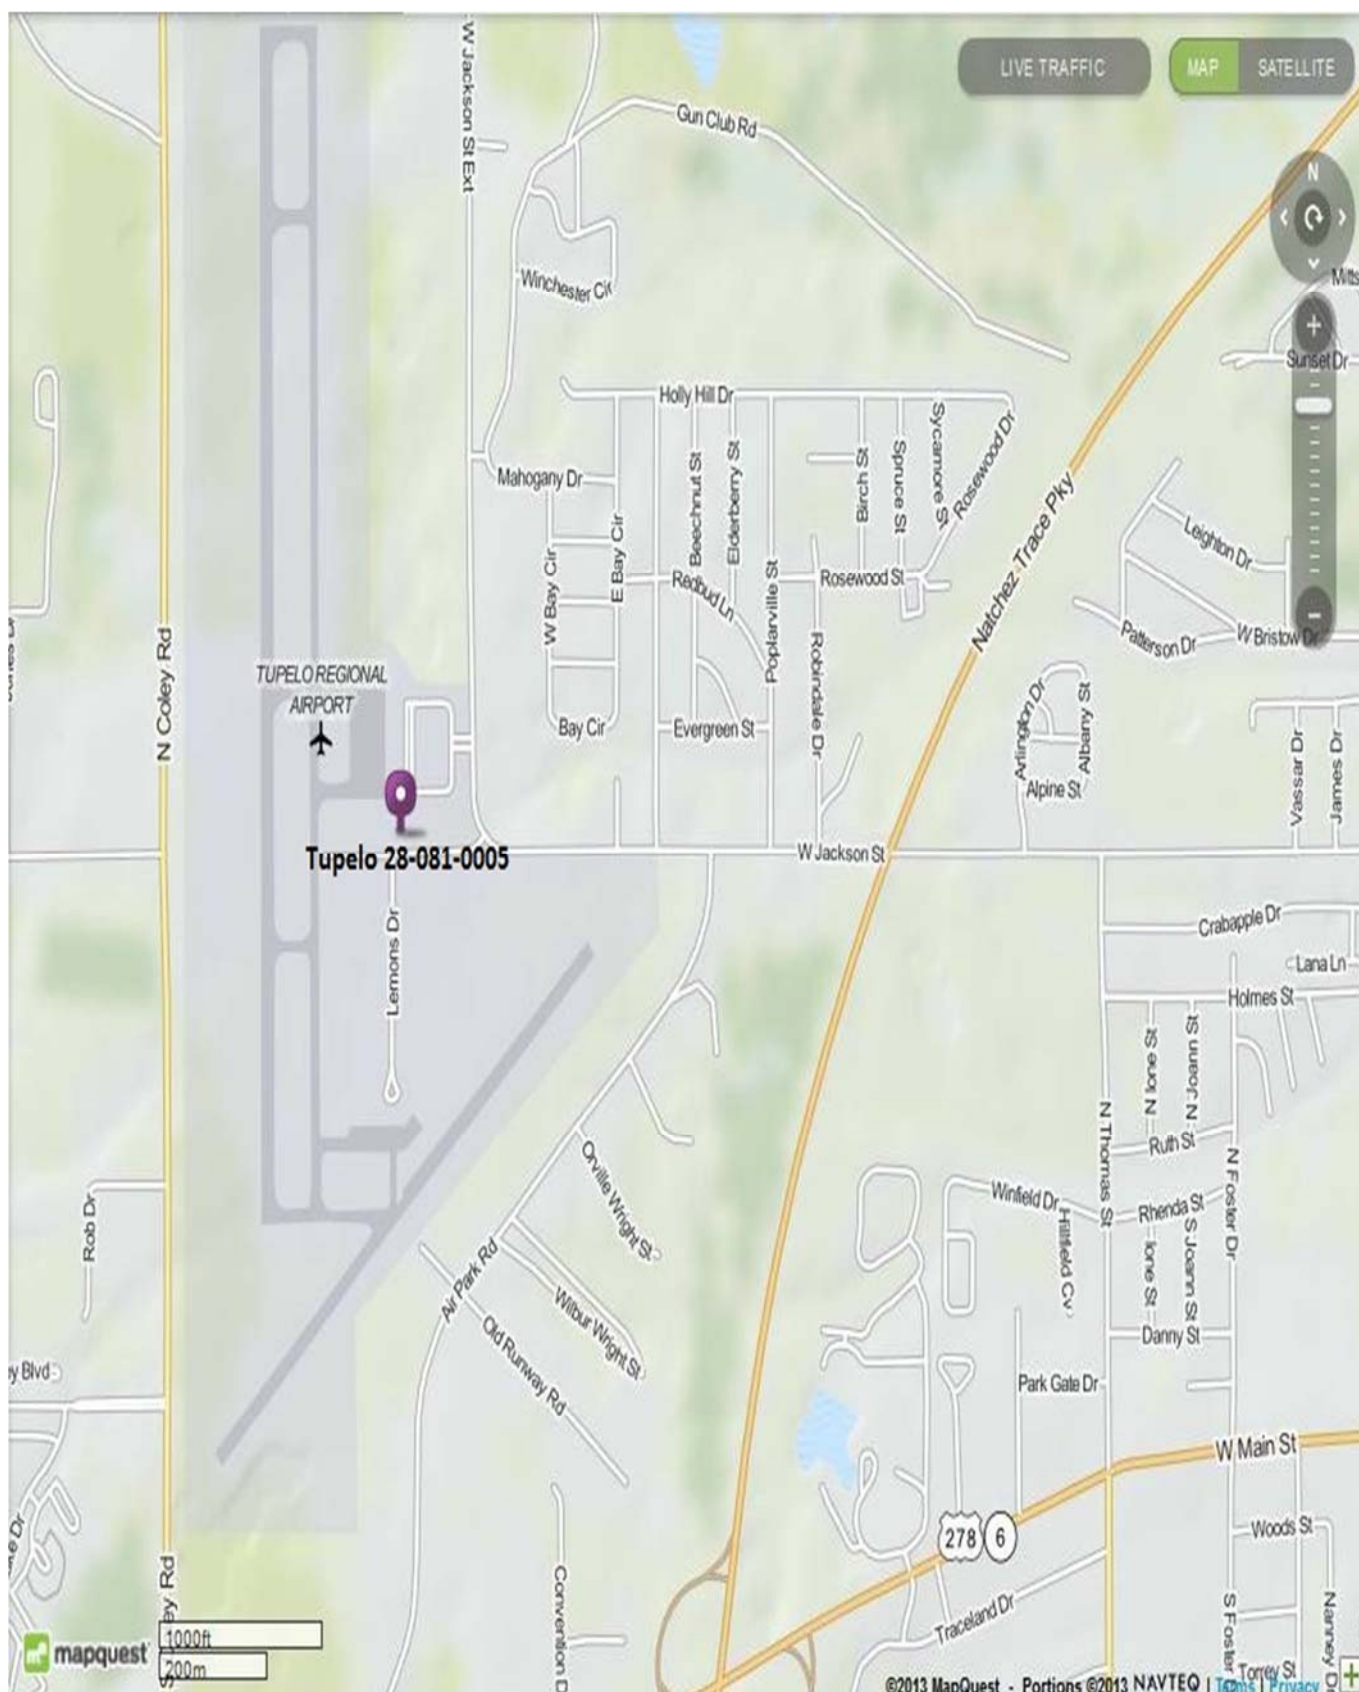 LIVE TRAFFIC
MAP
SATELLITE
W Jackson St Ext
Gun Club Rd
N
Winchester Cir
Mitts
Sunset Dr
Holly Hill Dr
Mahogany Dr
Beechnut St
Elderberry St
Birch St
Spruce St
Sycamore St
Rosewood Dr
Natchez Trace Pky
Leighton Dr
W Bay Cir
E Bay Cir
Redbud Ln
Poplarville St
Rosewood St
Patterson Dr
W Bristow Dr
N Coley Rd
TUPELO REGIONAL
AIRPORT
Robindale Dr
Arlington Dr
Albany St
Bay Cir
Evergreen St
Alpine St
Vassar Dr
James Dr
Tupelo 28-081-0005
W Jackson St
Lemons Dr
Crabapple Dr
Lana Ln
Holmes St
N Ione St
N Joann St
N Thomas St
Ruth St
N Foster Dr
Orville Wright St
Winfield Dr
Hillfield Cv
Rhenda St
Ione St
S Joann St
Rob Dr
Air Park Rd
Wilbur Wright St
Old Runway Rd
Danny St
y Blvd
Park Gate Dr
W Main St
278
6
Woods St
Convention D
Traceland Dr
S Foster
Nanney D
Torrey St
mapquest
1000ft
200m
©2013 MapQuest - Portions ©2013 NAVTEQ | Terms | Privacy